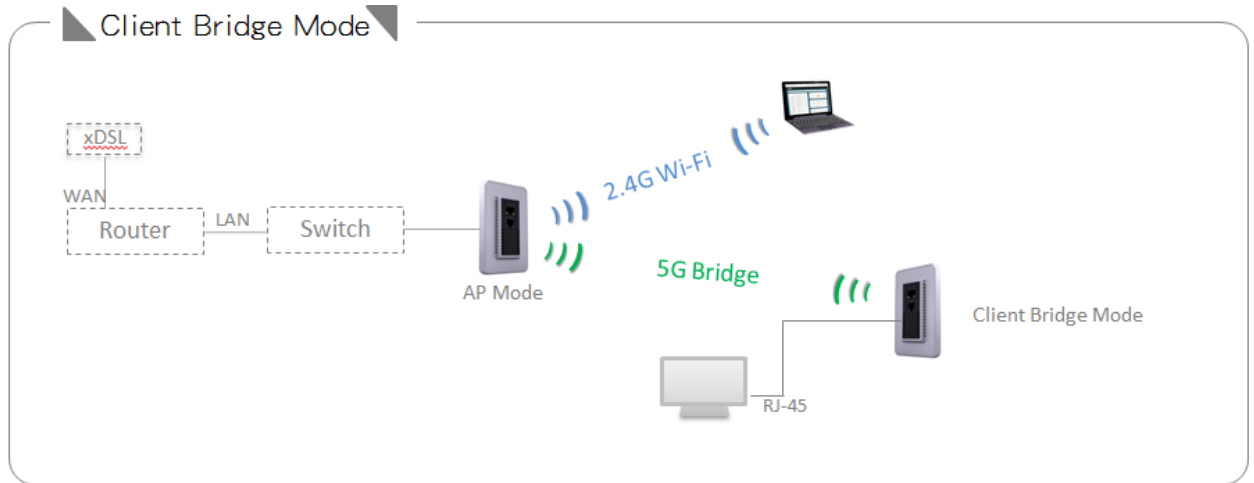 Client Bridge Mode
xDSL
WAN
Router
LAN
Switch
AP Mode
2.4G Wi-Fi
5G Bridge
Client Bridge Mode
RJ-45